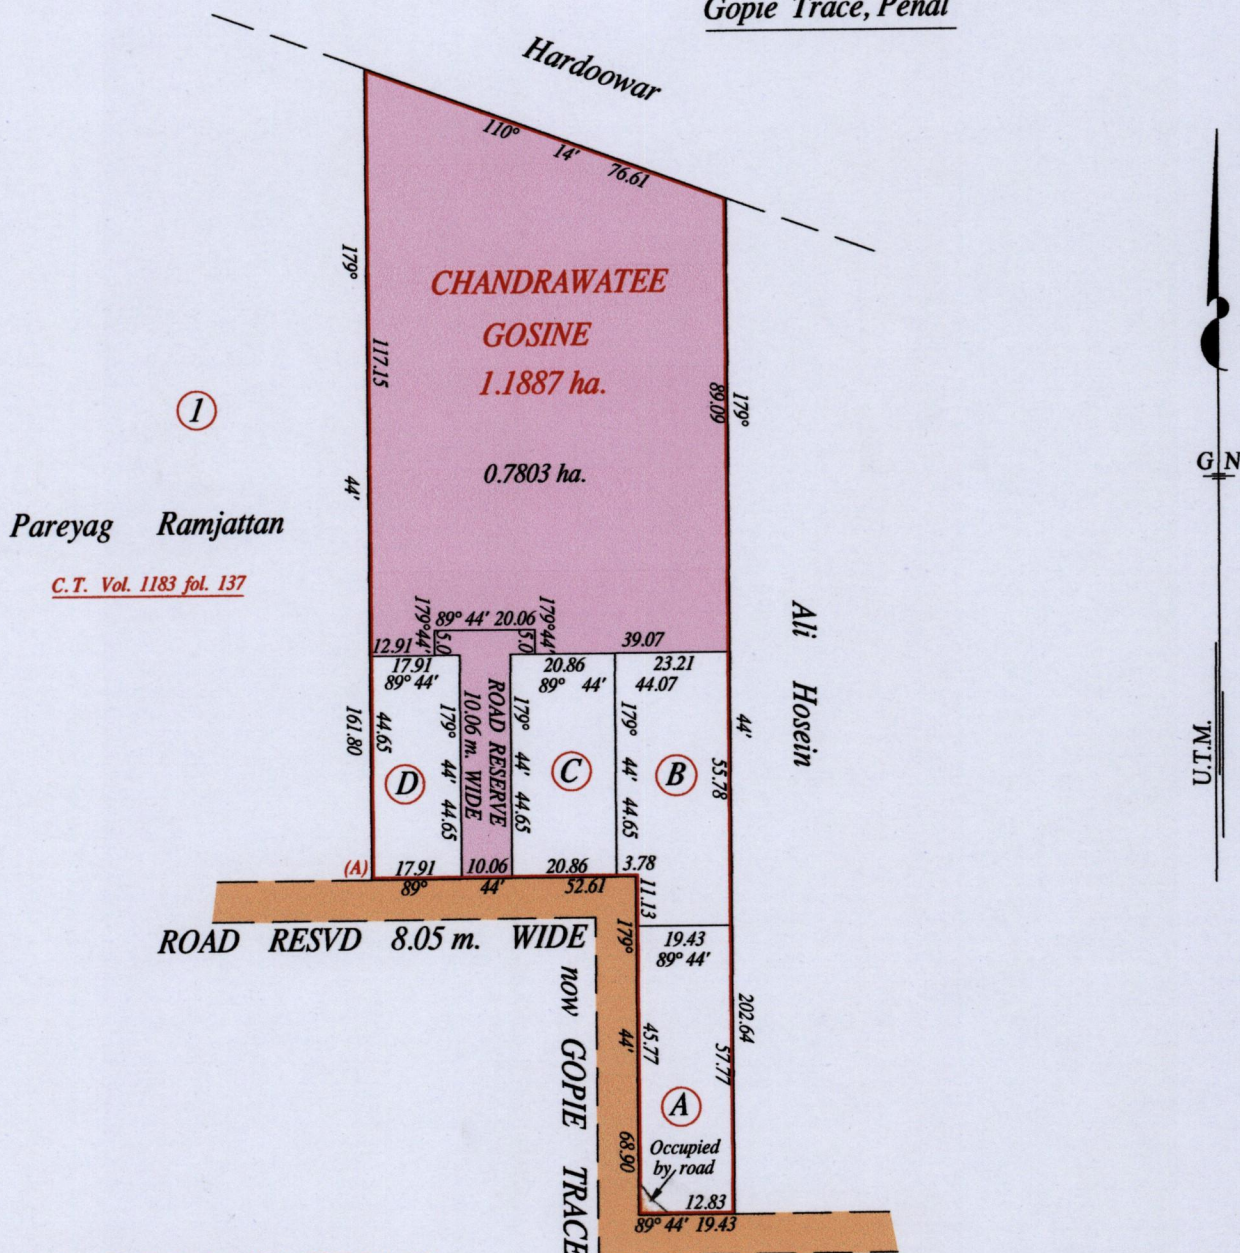 Gopie Trace, Penal
Hardoowar
110° 14' 76.61
179°
117.15
44'
CHANDRAWATEE
GOSINE
1.1887 ha.
0.7803 ha.
89.09
179°
1
Pareyag Ramjattan
C.T. Vol. 1183 fol. 137
G N
U.T.M.
Ali Hosein
179°44'
89° 44' 20.06
179°44'
5.0
5.0
12.91
39.07
17.91
89° 44'
20.86
89° 44'
23.21
44.07
161.80
44.65
179° 44' 44.65
ROAD RESERVE
10.06 m. WIDE
179° 44' 44.65
179° 44' 44.65
44'
55.78
D
C
B
(A)
17.91
10.06
20.86
3.78
89° 44' 52.61
11.13
ROAD RESVD 8.05 m. WIDE
now GOPIE TRACE
179°
44'
68.90
19.43
89° 44'
45.77
57.77
202.64
A
Occupied
by road
12.83
89° 44' 19.43